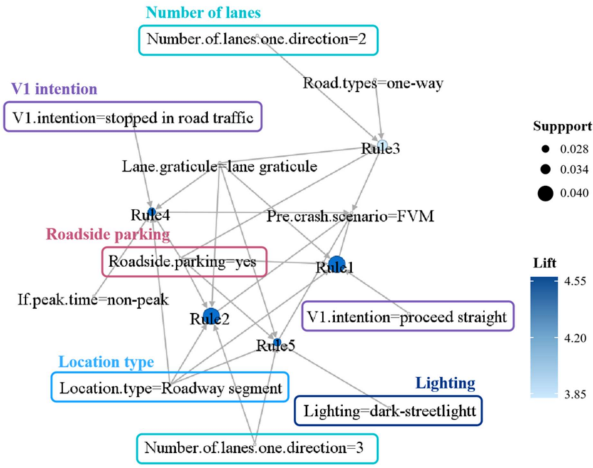 Number of lanes
Number.of.lanes.one.direction=2
Road.types=one-way
V1 intention
V1.intention=stopped in road traffic
Suppport
0.028
0.034
0.040
Rule3
Lane.graticule=lane graticule
Rule4
Pre.crash.scenario=FVM
Roadside parking
Roadside.parking=yes
Rule1
Lift
4.55
4.20
3.85
If.peak.time=non-peak
Rule2
V1.intention=proceed straight
Rule5
Location type
Location.type=Roadway segment
Lighting
Lighting=dark-streetlightt
Number.of.lanes.one.direction=3